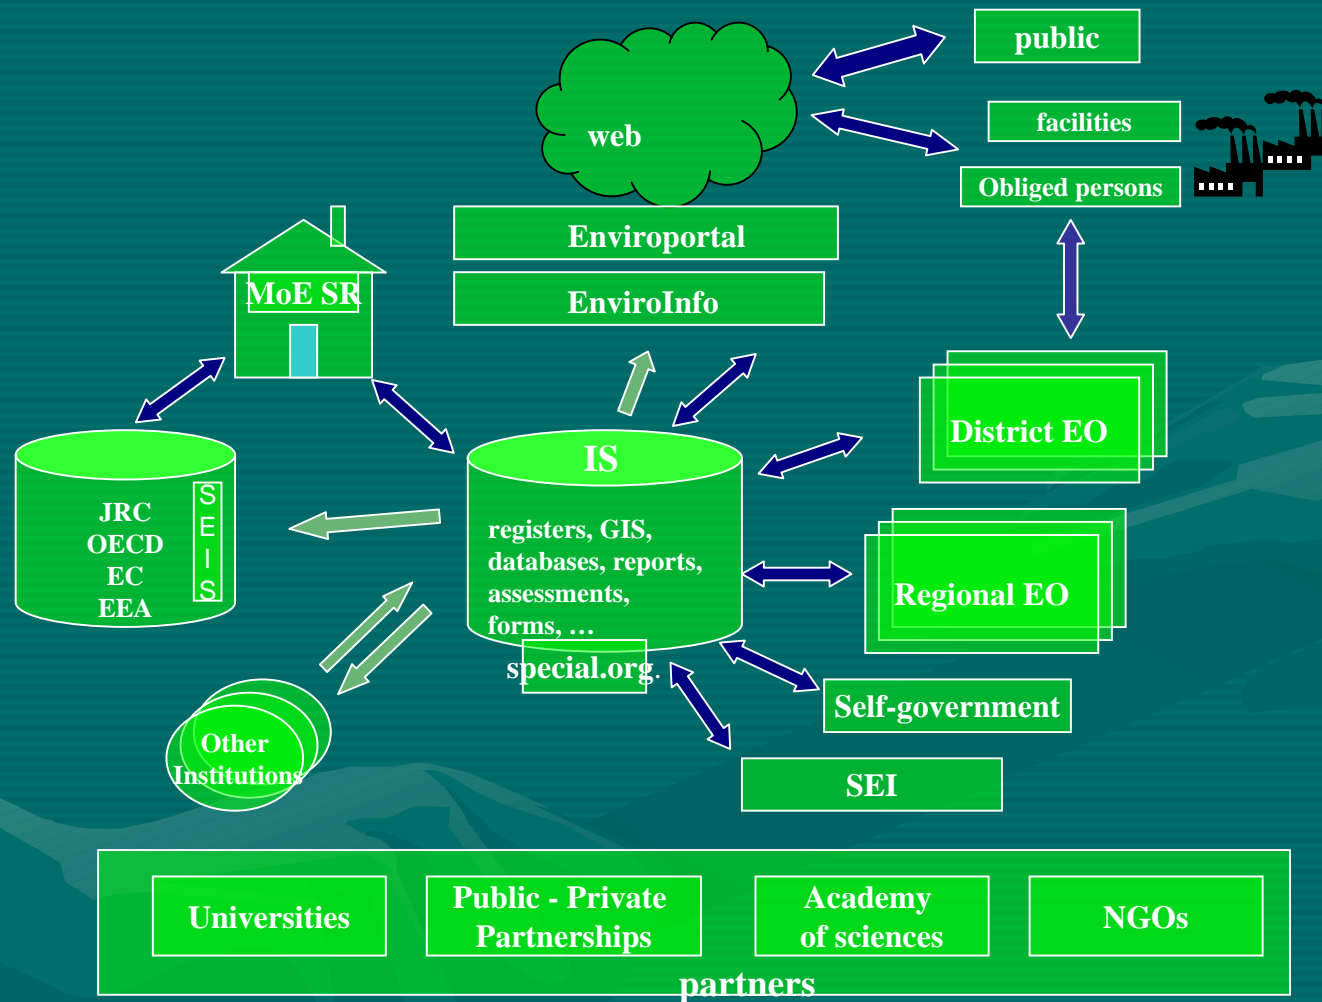 public
web
facilities
Obliged persons
Enviroportal
MoE SR
EnviroInfo
District EO
IS
JRC
OECD
EC
EEA
SEIS
registers, GIS,
databases, reports,
assessments,
forms, …
Regional EO
special.org.
Self-government
Other
Institutions
SEI
Universities
Public - Private
Partnerships
Academy
of sciences
NGOs
partners